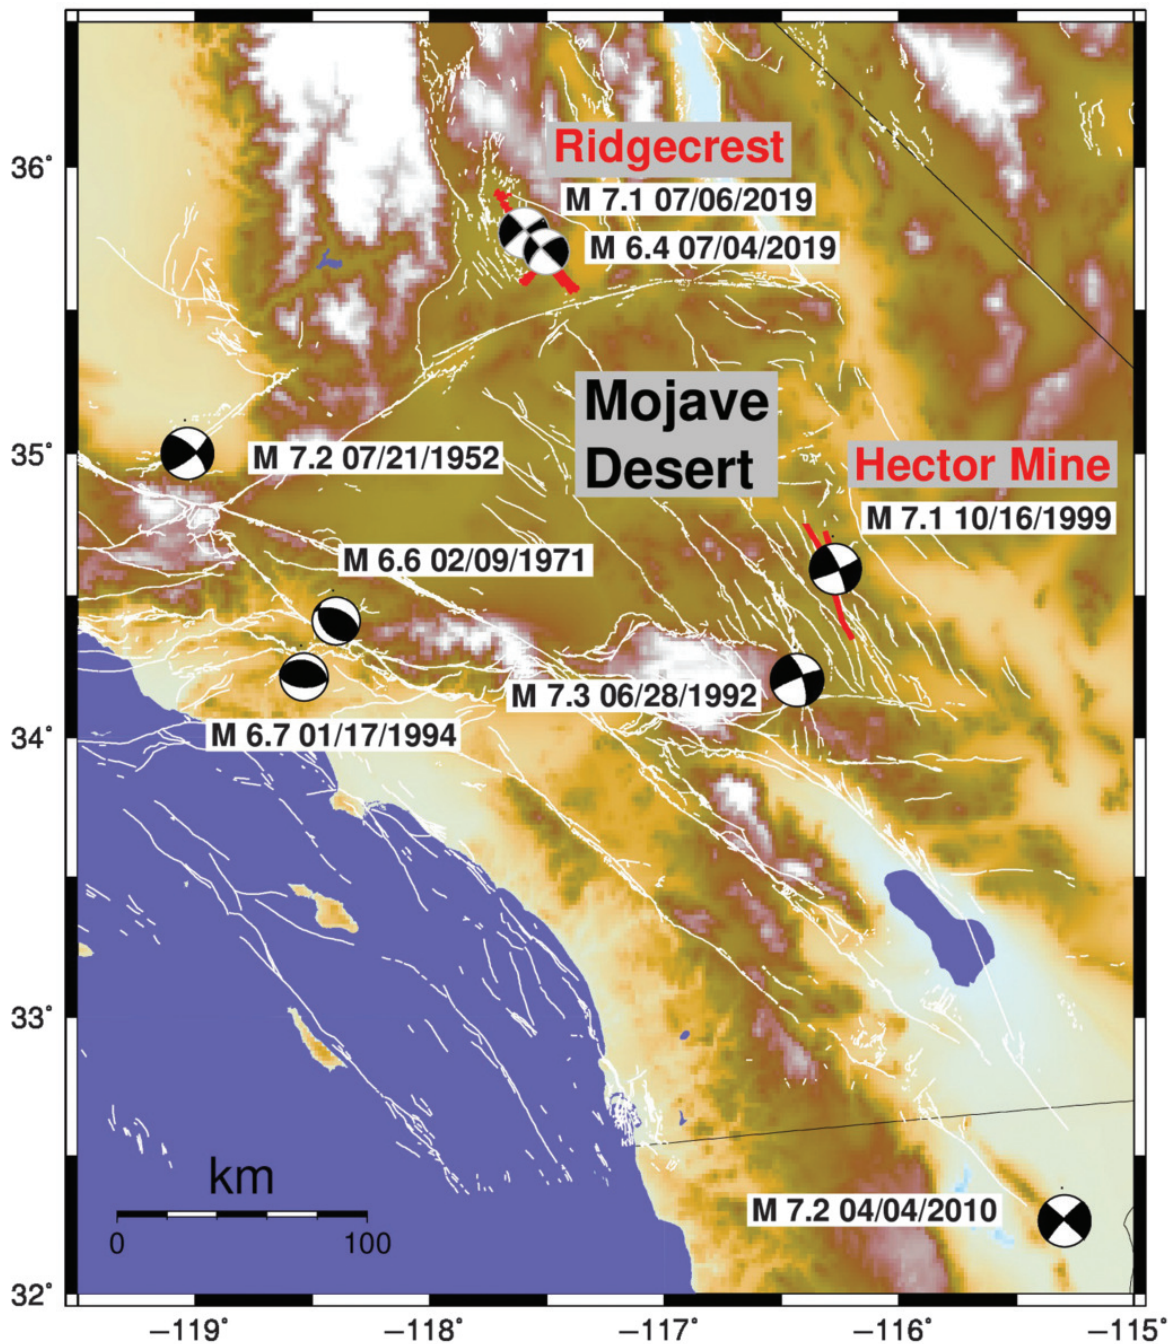 36°
Ridgecrest
M 7.1 07/06/2019
M 6.4 07/04/2019
Mojave
Desert
35°
M 7.2 07/21/1952
Hector Mine
M 7.1 10/16/1999
M 6.6 02/09/1971
M 7.3 06/28/1992
M 6.7 01/17/1994
34°
33°
km
0 100
M 7.2 04/04/2010
32°
−119° −118° −117° −116° −115°